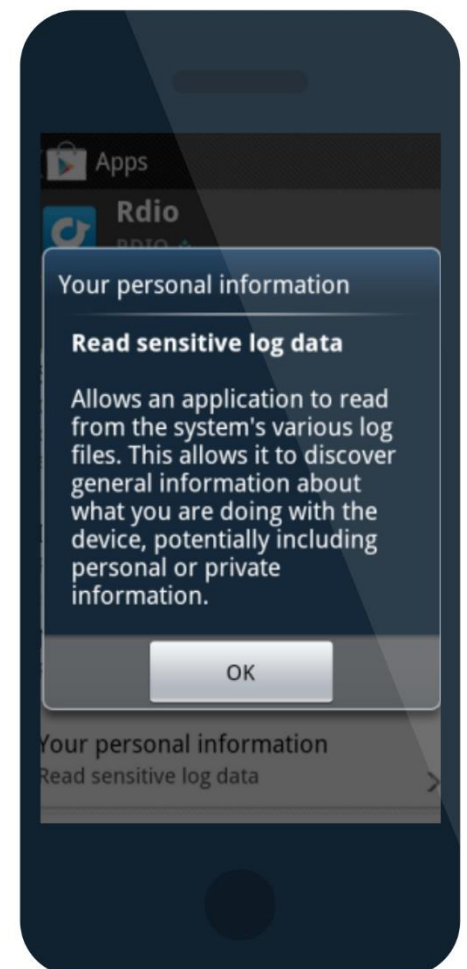 Apps
Rdio
RDIO
Your personal information
Read sensitive log data
Allows an application to read
from the system's various log
files. This allows it to discover
general information about
what you are doing with the
device, potentially including
personal or private
information.
OK
Your personal information
Read sensitive log data